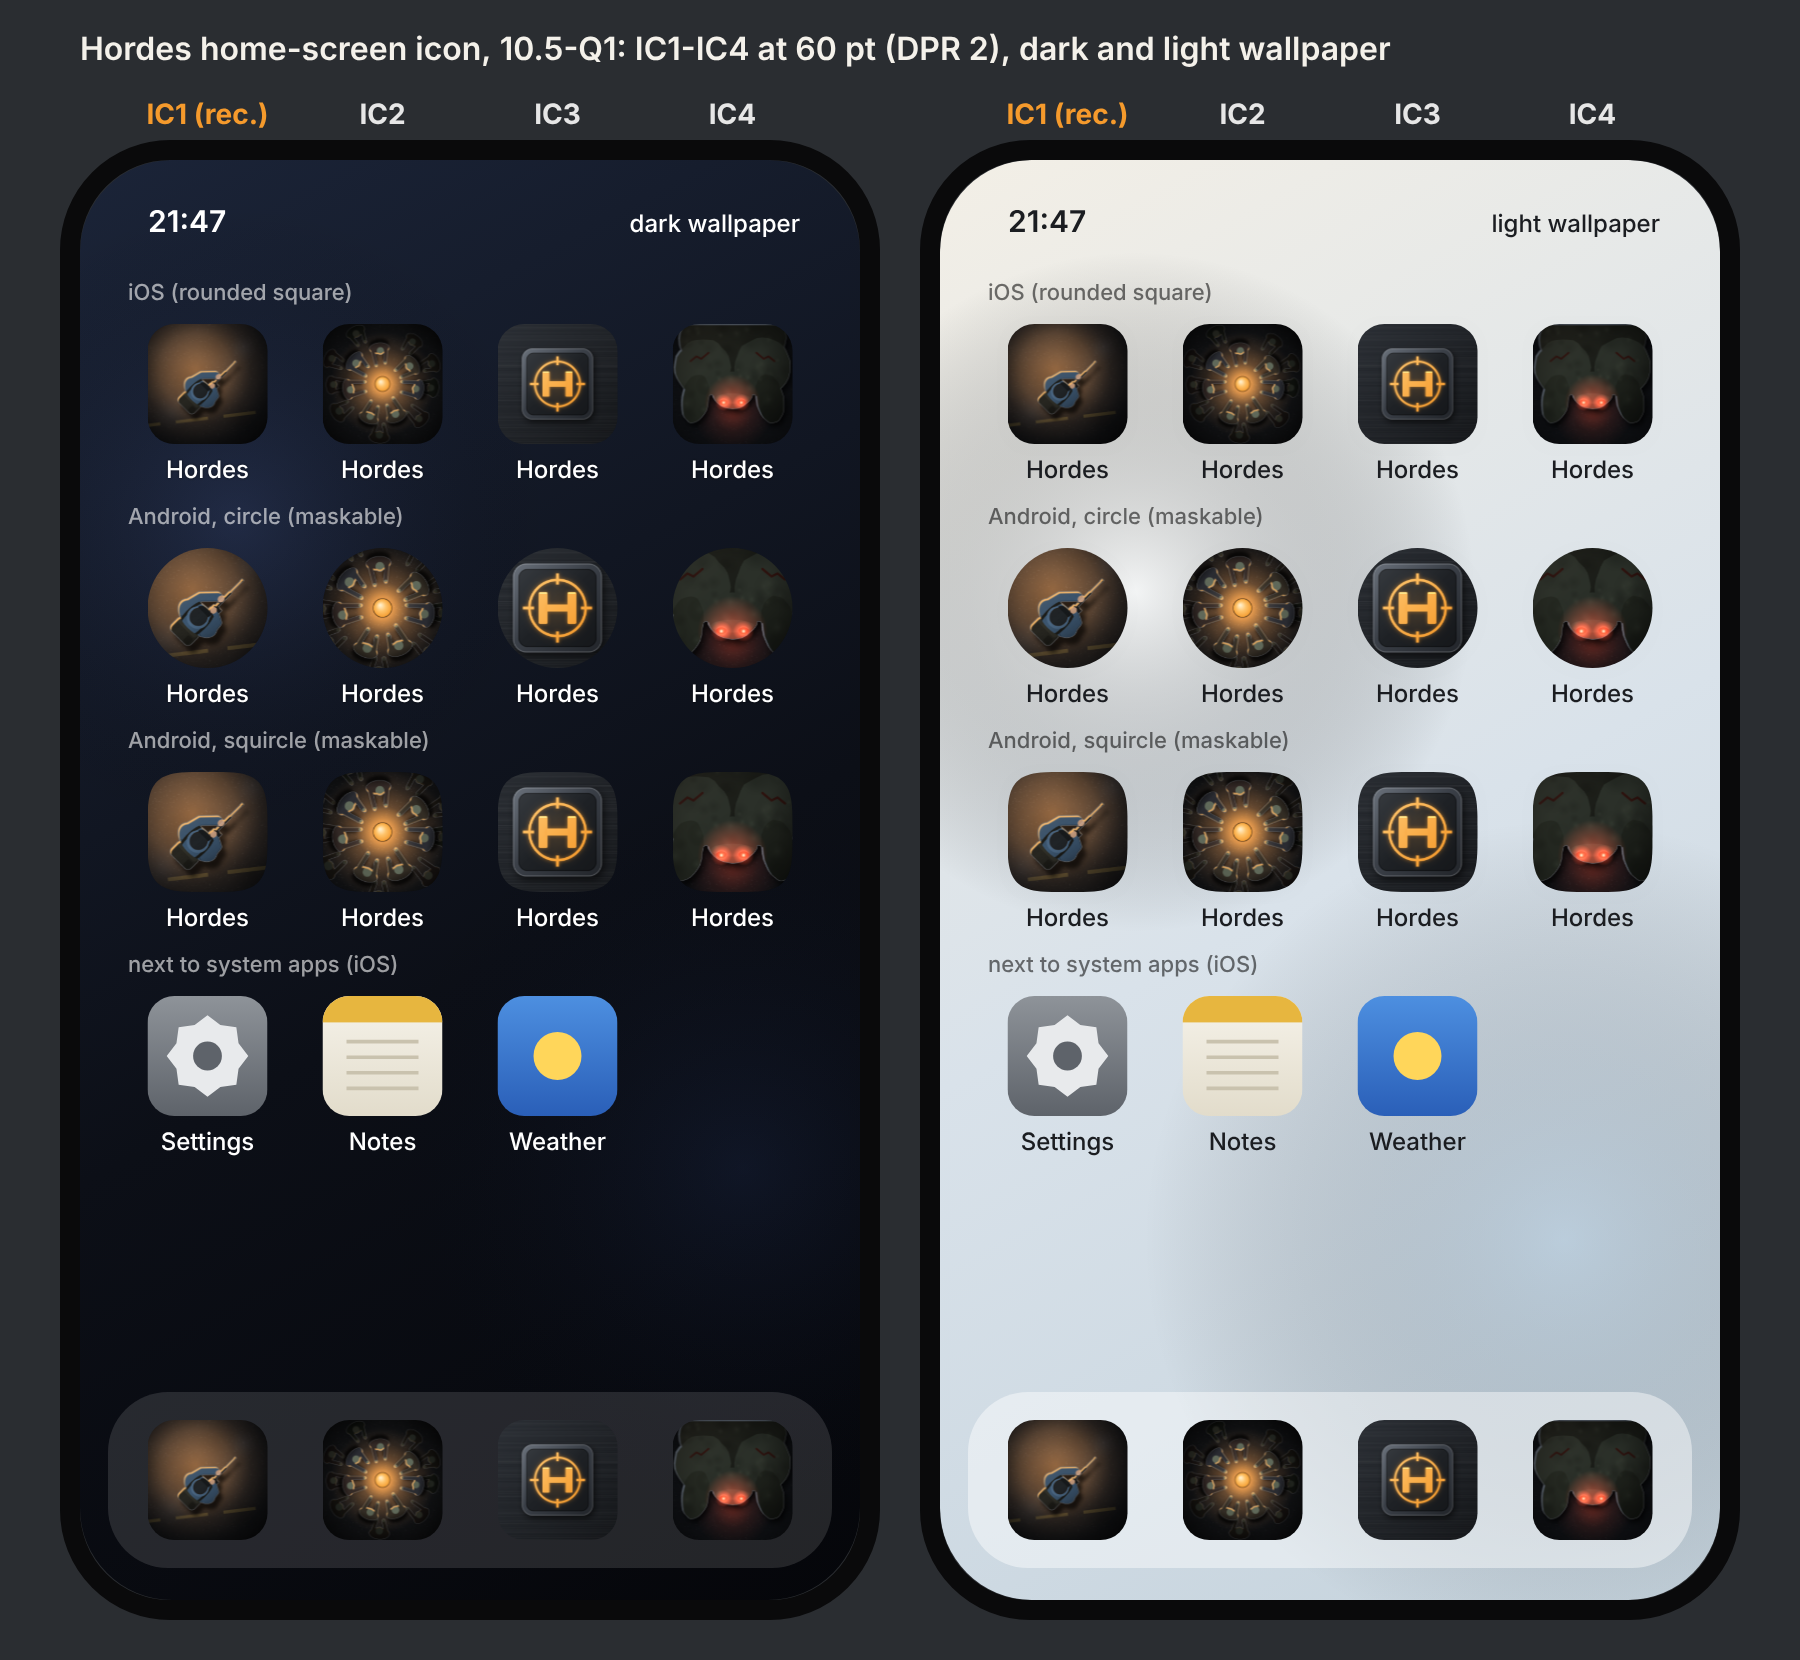 Hordes home-screen icon, 10.5-Q1: IC1-IC4 at 60 pt (DPR 2), dark and light wallpaper
IC1 (rec.) IC2 IC3 IC4
21:47 dark wallpaper
iOS (rounded square)
H
Hordes Hordes Hordes Hordes
Android, circle (maskable)
H
Hordes Hordes Hordes Hordes
Android, squircle (maskable)
H
Hordes Hordes Hordes Hordes
next to system apps (iOS)
Settings Notes Weather
H
IC1 (rec.) IC2 IC3 IC4
21:47 light wallpaper
iOS (rounded square)
H
Hordes Hordes Hordes Hordes
Android, circle (maskable)
H
Hordes Hordes Hordes Hordes
Android, squircle (maskable)
H
Hordes Hordes Hordes Hordes
next to system apps (iOS)
Settings Notes Weather
H